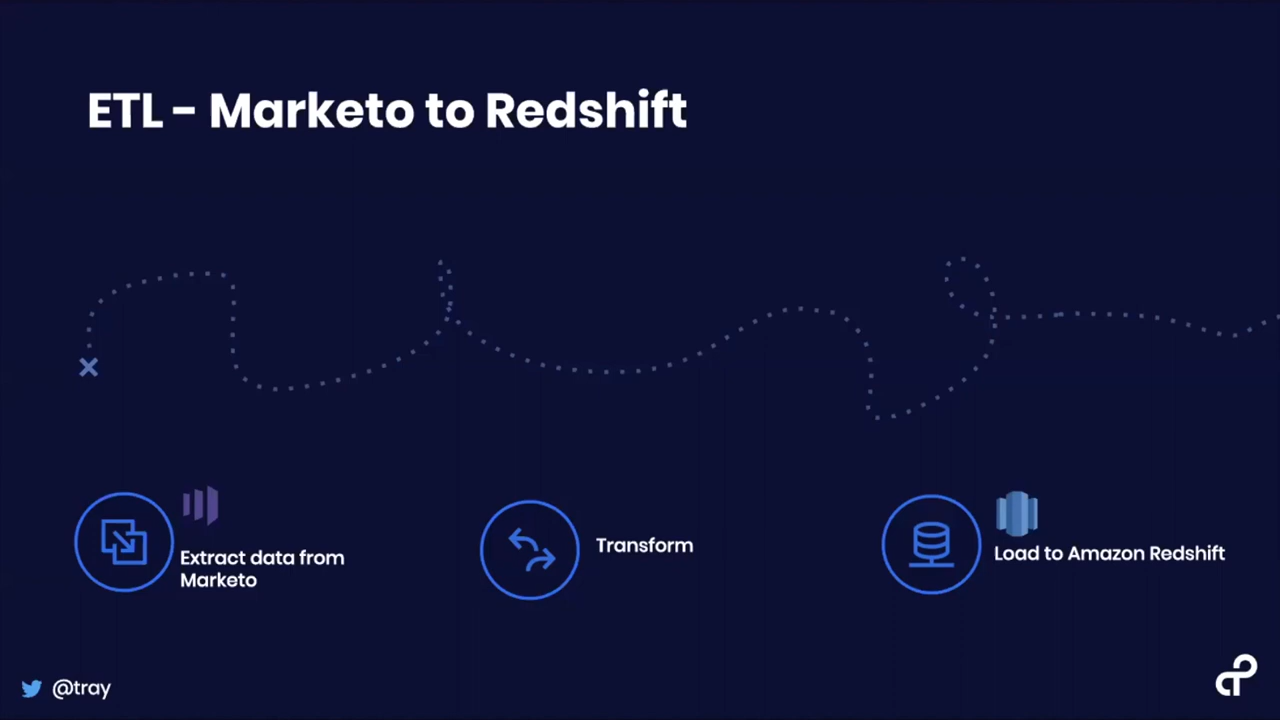 ETL - Marketo to Redshift
Extract data from
Marketo
Transform
Load to Amazon Redshift
@tray